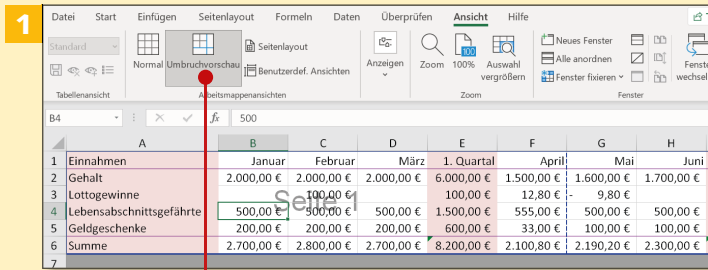 1
Datei Start Einfügen Seitenlayout Formeln Daten Überprüfen Ansicht Hilfe
Standard
Normal Umbruchvorschau
Seitenlayout
Benutzerdef. Ansichten
Anzeigen
Zoom 100% Auswahl vergrößern
Neues Fenster
Alle anordnen
Fenster fixieren
Tabellenansicht Arbeitsmappenansichten Zoom Fenster
B4 fx 500
A B C D E F G H
1 Einnahmen Januar Februar März 1. Quartal April Mai Juni
2 Gehalt 2.000,00 € 2.000,00 € 2.000,00 € 6.000,00 € 1.500,00 € 1.600,00 € 1.700,00 €
3 Lottogewinne 100,00 € 100,00 € 12,80 € - 9,80 €
Seite 1
4 Lebensabschnittsgefährte 500,00 € 500,00 € 500,00 € 1.500,00 € 555,00 € 500,00 € 500,00 €
5 Geldgeschenke 200,00 € 200,00 € 200,00 € 600,00 € 33,00 € 100,00 € 100,00 €
6 Summe 2.700,00 € 2.800,00 € 2.700,00 € 8.200,00 € 2.100,80 € 2.190,20 € 2.300,00 €
7